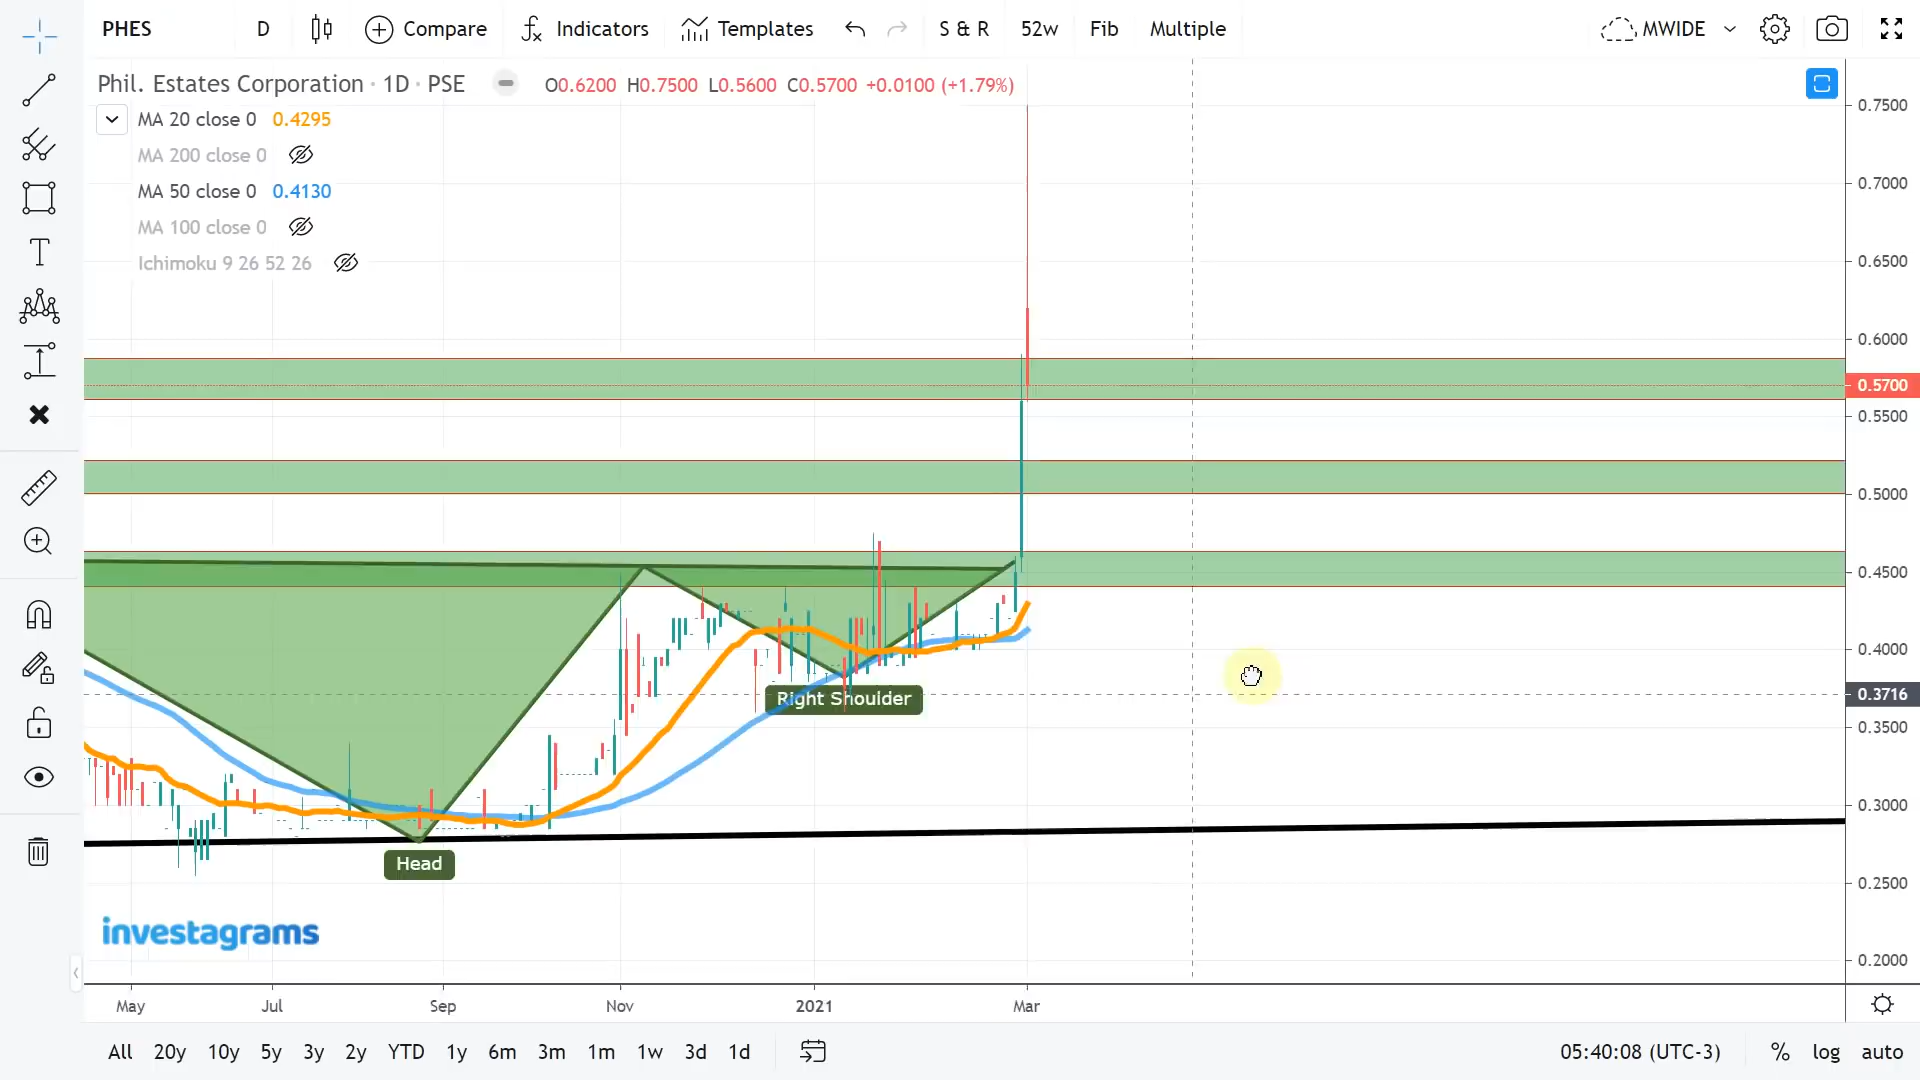 PHES D Compare Indicators Templates S & R 52w Fib Multiple MWIDE
Phil. Estates Corporation · 1D · PSE O0.6200 H0.7500 L0.5600 C0.5700 +0.0100 (+1.79%)
MA 20 close 0 0.4295
MA 200 close 0
MA 50 close 0 0.4130
MA 100 close 0
Ichimoku 9 26 52 26
0.7500
0.7000
0.6500
0.6000
0.5700
0.5500
0.5000
0.4500
0.4000
0.3716
0.3500
0.3000
0.2500
0.2000
Right Shoulder
Head
investagrams
May Jul Sep Nov 2021 Mar
All 20y 10y 5y 3y 2y YTD 1y 6m 3m 1m 1w 3d 1d 05:40:08 (UTC-3) % log auto